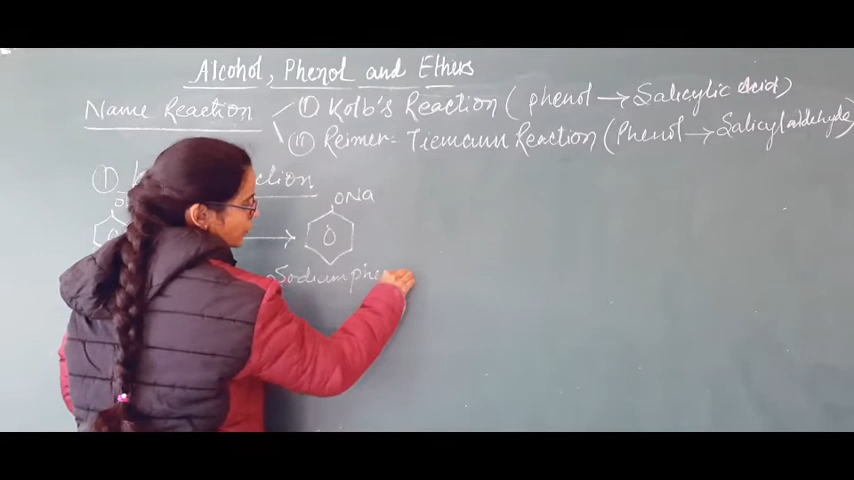 Alcohol, Phenol and Ethers
Name Reaction
(I) Kolb's Reaction (phenol → Salicylic acid)
(II) Reimer-Tiemann Reaction (Phenol → Salicylaldehyde)
(I)
ONa
Sodium